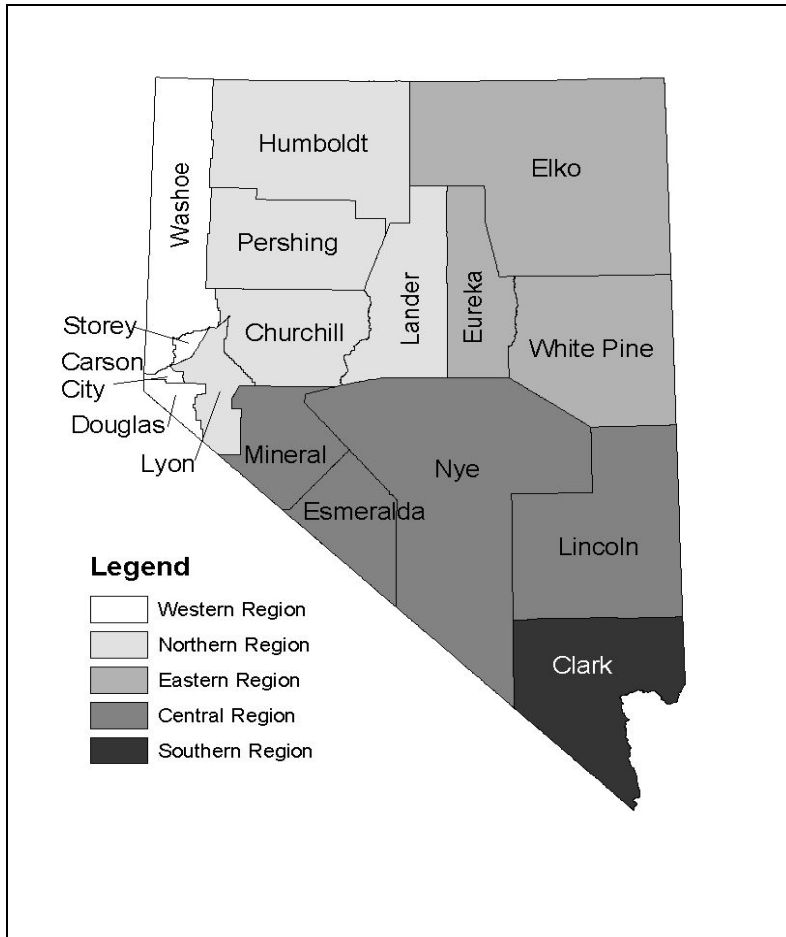 Humboldt
Elko
Washoe
Pershing
Lander
Eureka
Storey
Churchill
White Pine
Carson
City
Douglas
Lyon
Mineral
Nye
Esmeralda
Lincoln
Clark
Legend
Western Region
Northern Region
Eastern Region
Central Region
Southern Region